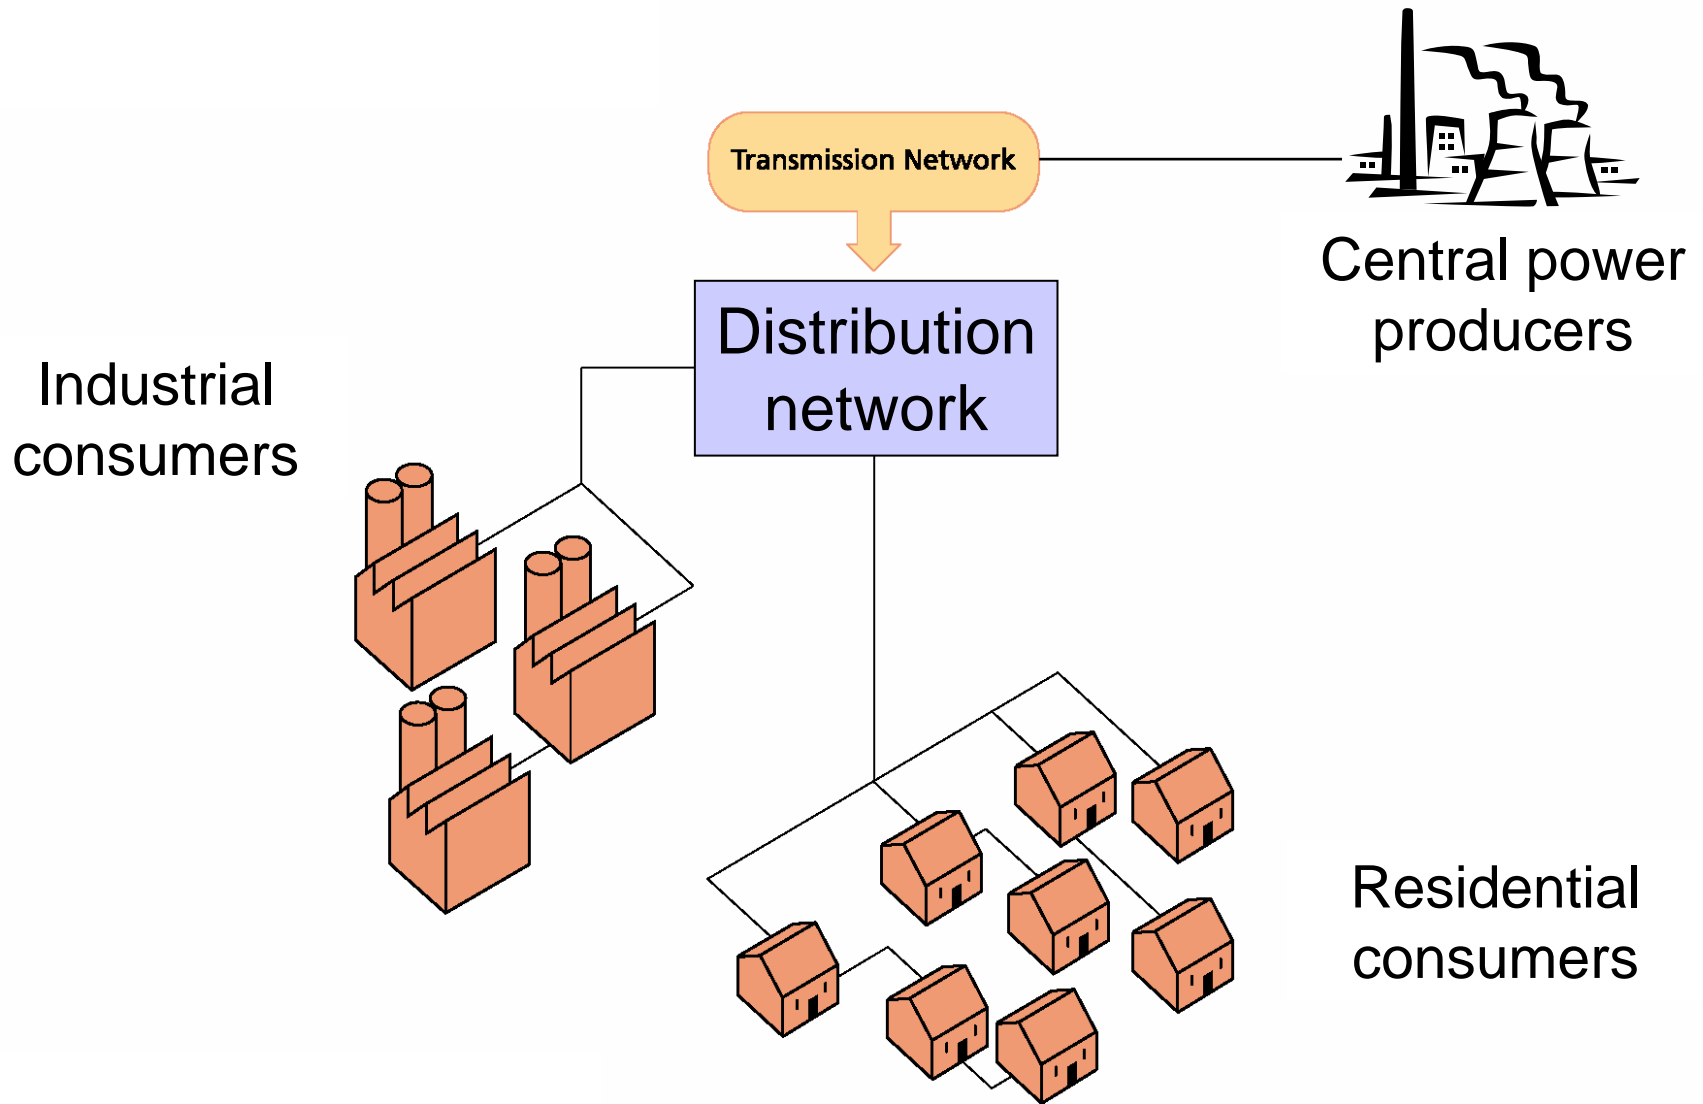 Transmission Network
Central power
producers
Distribution
network
Industrial
consumers
Residential
consumers